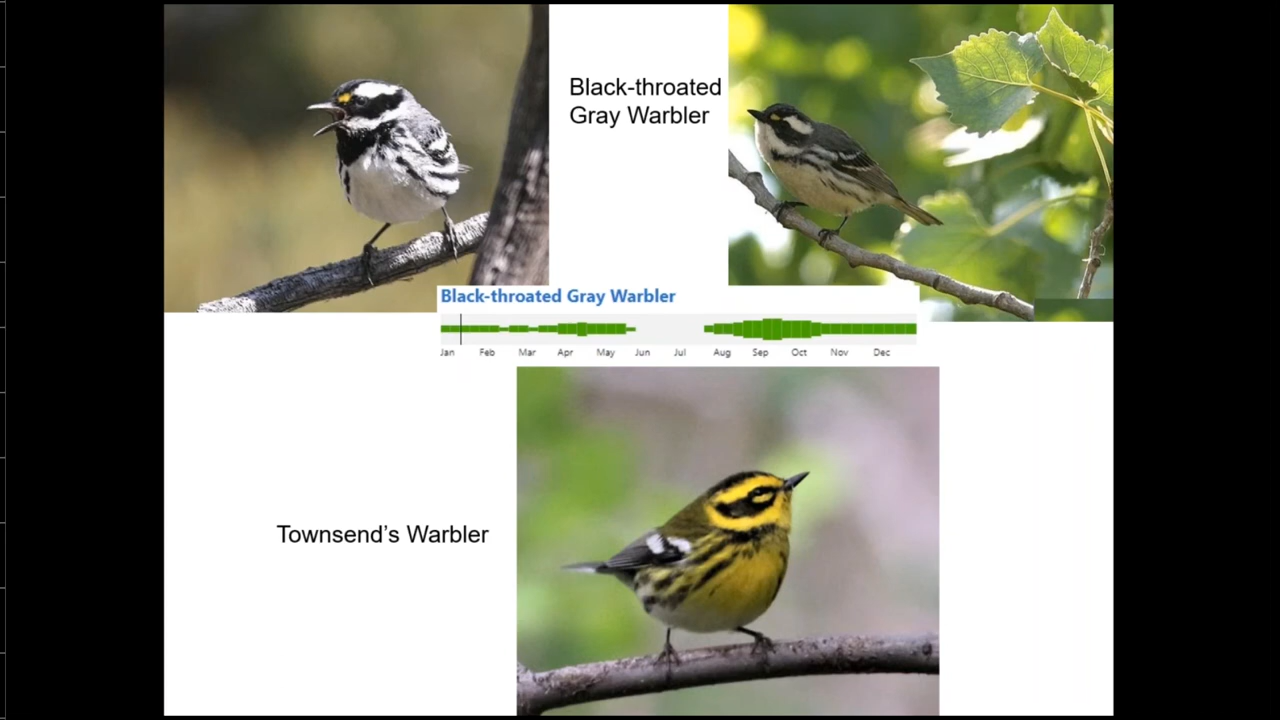 Black-throated
Gray Warbler
Black-throated Gray Warbler
Jan Feb Mar Apr May Jun Jul Aug Sep Oct Nov Dec
Townsend’s Warbler